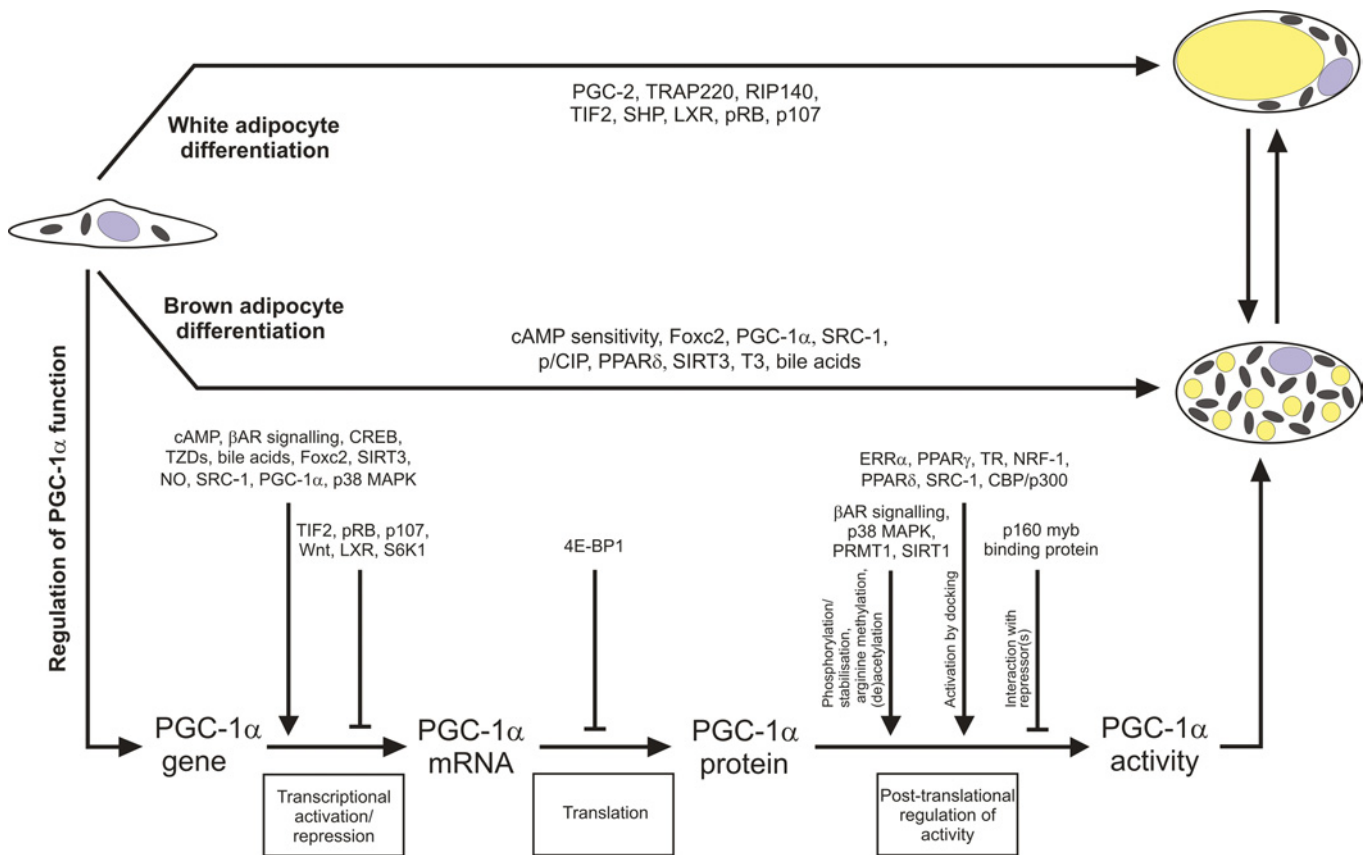 PGC-2, TRAP220, RIP140,
TIF2, SHP, LXR, pRB, p107
White adipocyte
differentiation
Brown adipocyte
differentiation
cAMP sensitivity, Foxc2, PGC-1α, SRC-1,
p/CIP, PPARδ, SIRT3, T3, bile acids
Regulation of PGC-1α function
cAMP, βAR signalling, CREB,
TZDs, bile acids, Foxc2, SIRT3,
NO, SRC-1, PGC-1α, p38 MAPK
TIF2, pRB, p107,
Wnt, LXR, S6K1
4E-BP1
ERRα, PPARγ, TR, NRF-1,
PPARδ, SRC-1, CBP/p300
βAR signalling,
p38 MAPK,
PRMT1, SIRT1
p160 myb
binding protein
Phosphorylation/
stabilisation,
arginine methylation,
(de)acetylation
Activation by docking
Interaction with
repressor(s)
PGC-1α
gene
PGC-1α
mRNA
PGC-1α
protein
PGC-1α
activity
Transcriptional
activation/
repression
Translation
Post-translational
regulation of
activity